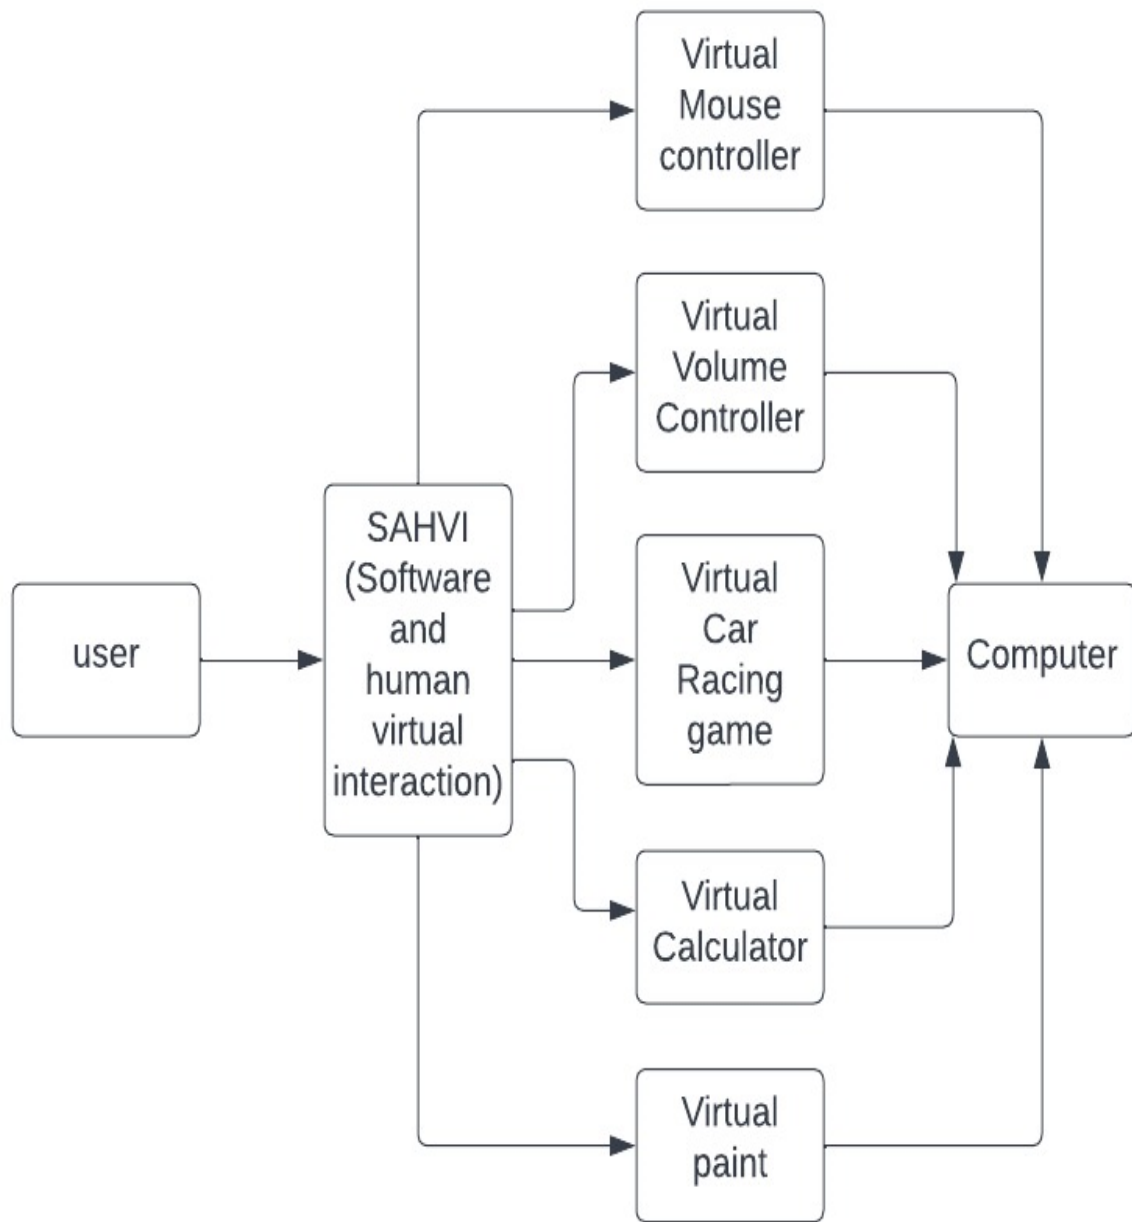 Virtual
Mouse
controller
Virtual
Volume
Controller
user
SAHVI
(Software
and
human
virtual
interaction)
Virtual
Car
Racing
game
Computer
Virtual
Calculator
Virtual
paint